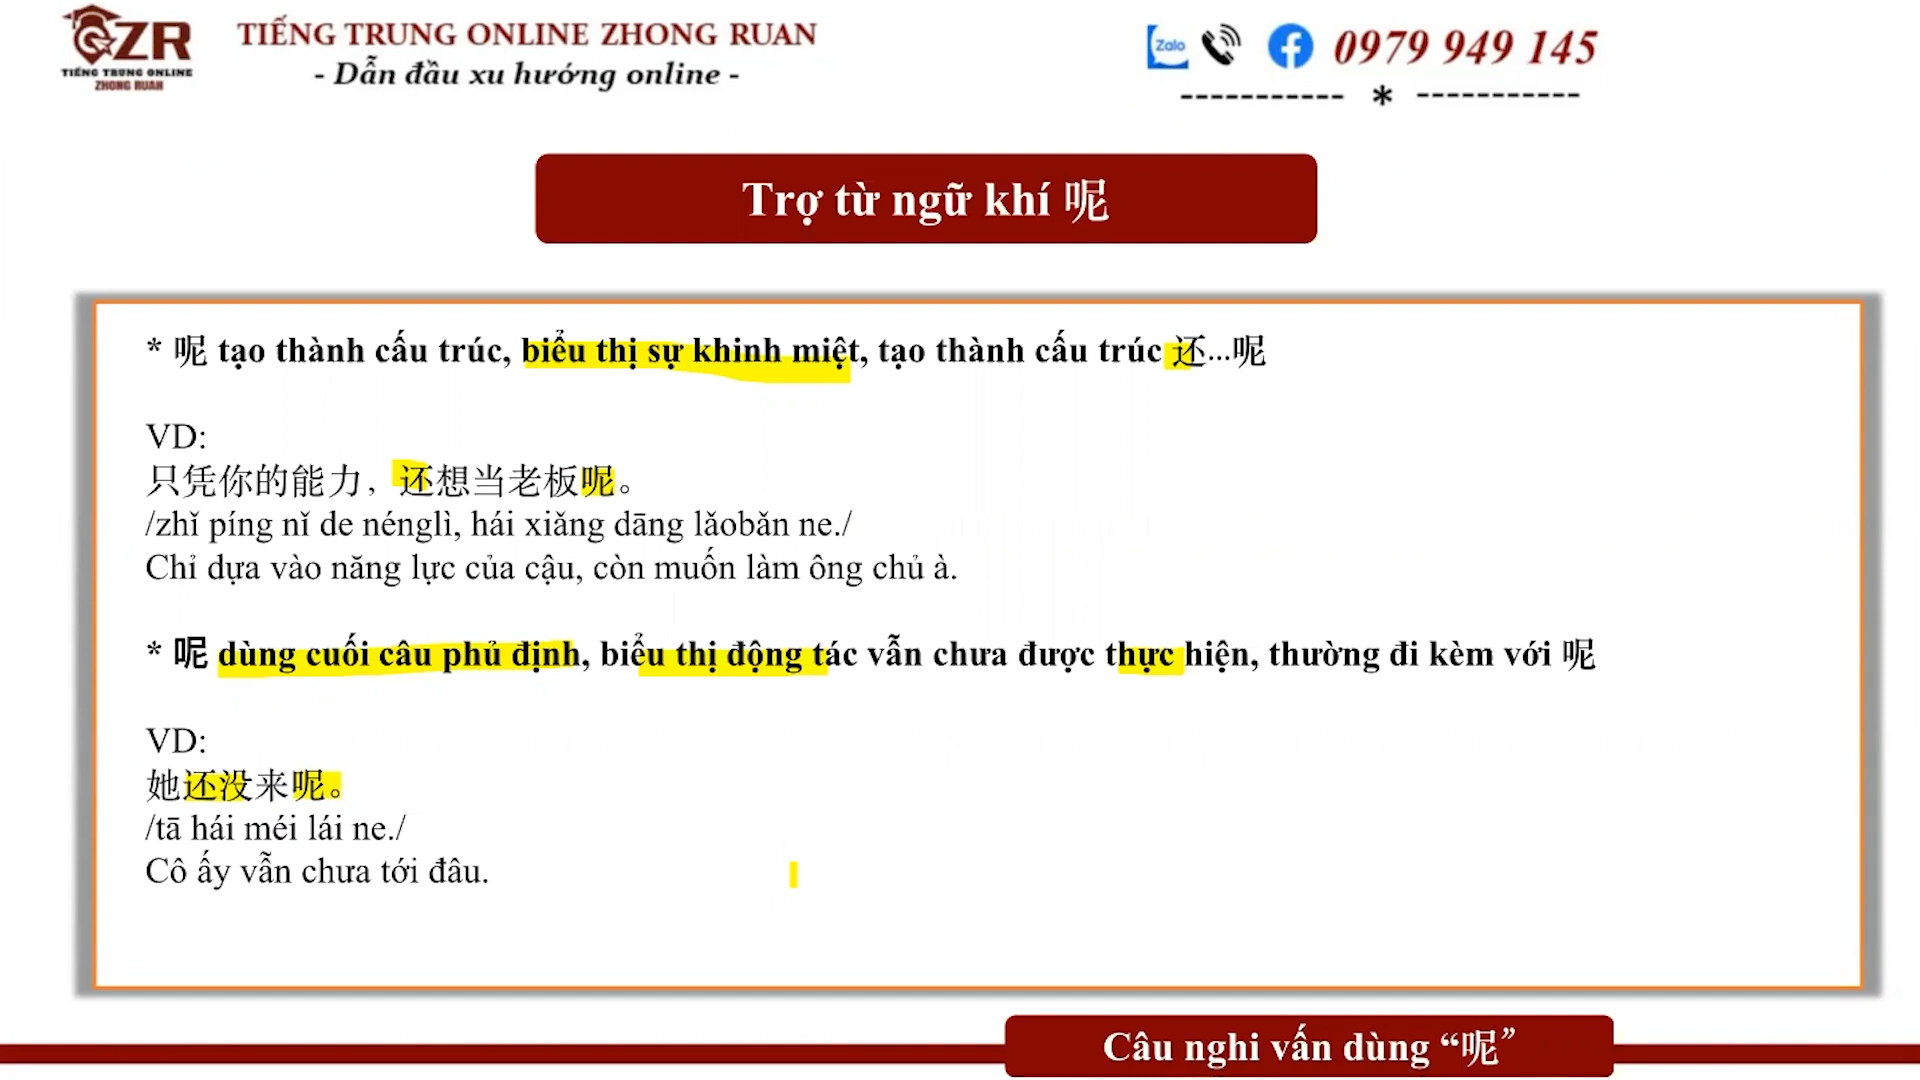 ZR
TIẾNG TRUNG ONLINE
ZHONG RUAN
TIẾNG TRUNG ONLINE ZHONG RUAN
- Dẫn đầu xu hướng online -
Zalo
0979 949 145
----------- * -----------
Trợ từ ngữ khí 呢
* 呢 tạo thành cấu trúc, biểu thị sự khinh miệt, tạo thành cấu trúc 还...呢
VD:
只凭你的能力，还想当老板呢。
/zhǐ píng nǐ de nénglì, hái xiǎng dāng lǎobǎn ne./
Chỉ dựa vào năng lực của cậu, còn muốn làm ông chủ à.
* 呢 dùng cuối câu phủ định, biểu thị động tác vẫn chưa được thực hiện, thường đi kèm với 呢
VD:
她还没来呢。
/tā hái méi lái ne./
Cô ấy vẫn chưa tới đâu.
Câu nghi vấn dùng “呢”